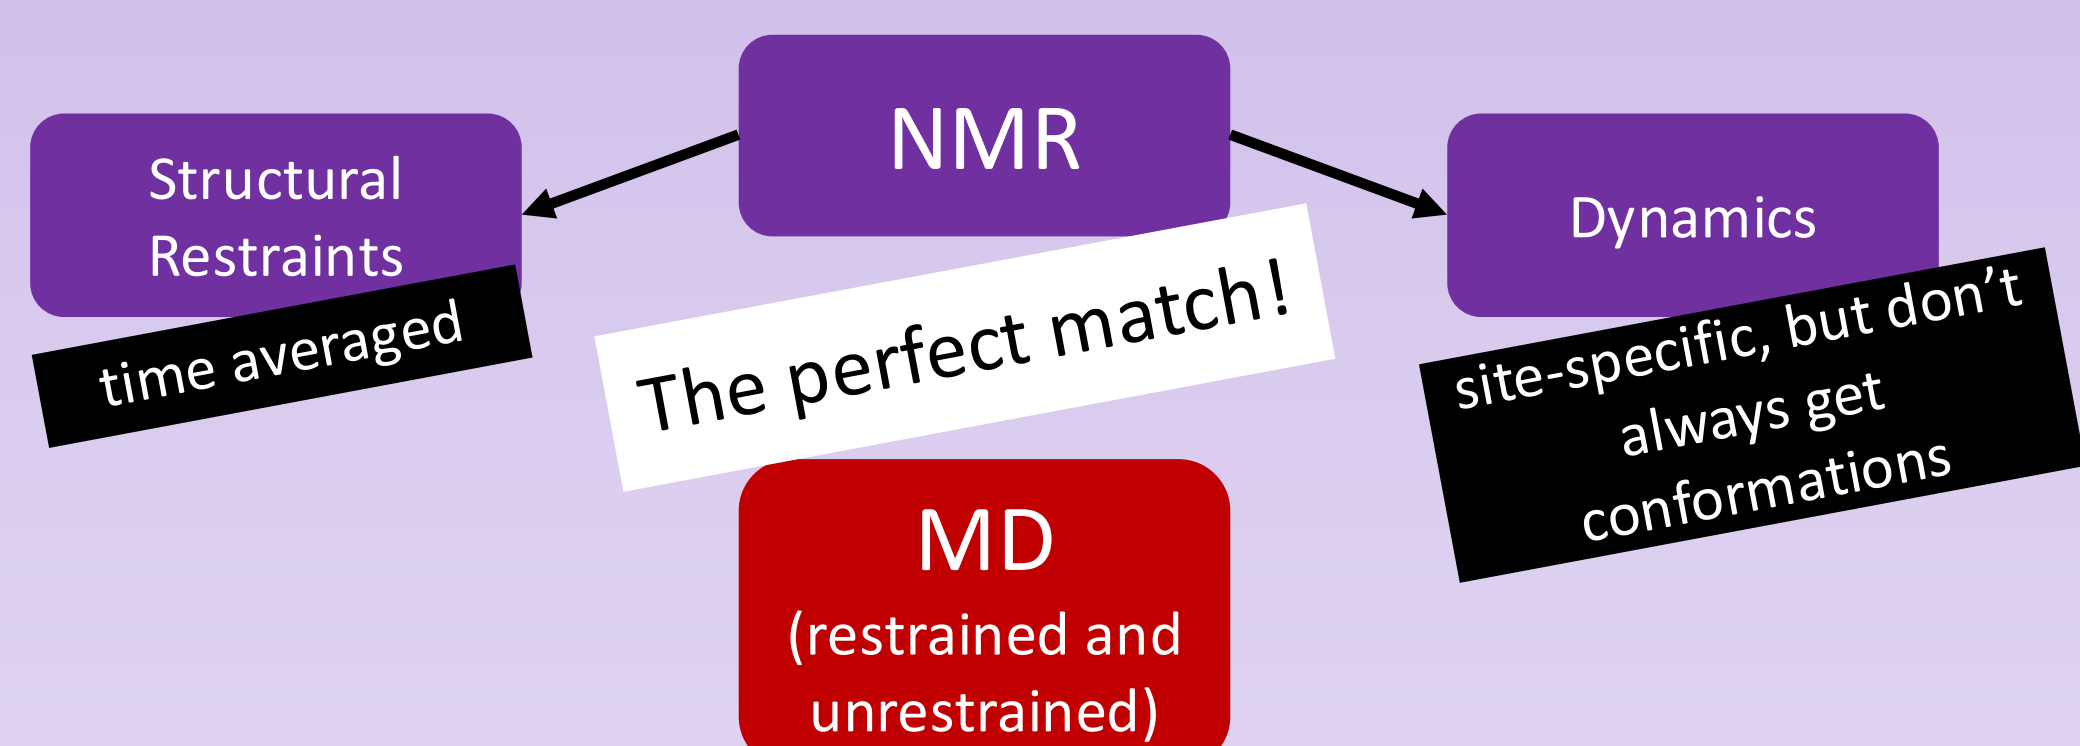 NMR
Structural
Restraints
time averaged
The perfect match!
Dynamics
site-specific, but don’t
always get
conformations
MD
(restrained and
unrestrained)